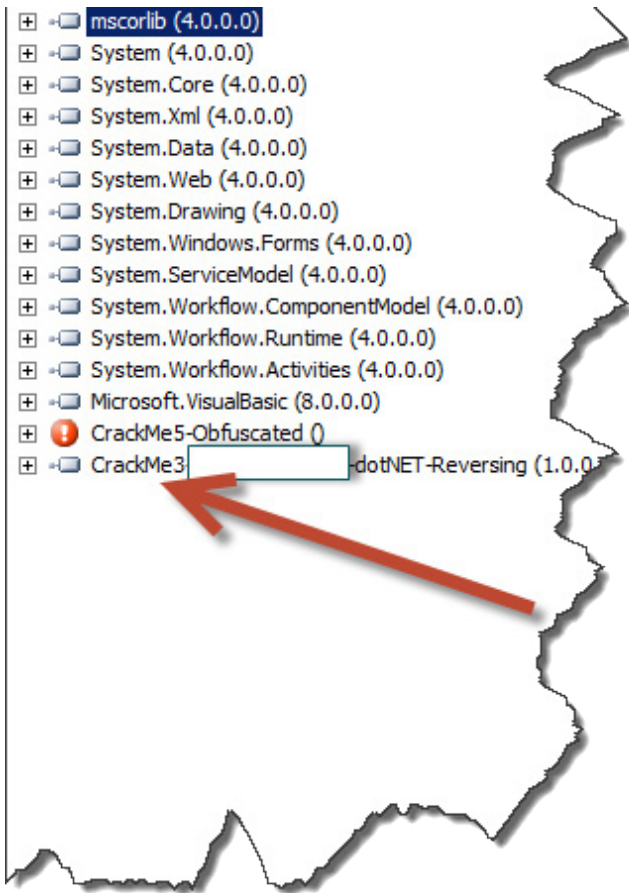 mscorlib (4.0.0.0)
System (4.0.0.0)
System.Core (4.0.0.0)
System.Xml (4.0.0.0)
System.Data (4.0.0.0)
System.Web (4.0.0.0)
System.Drawing (4.0.0.0)
System.Windows.Forms (4.0.0.0)
System.ServiceModel (4.0.0.0)
System.Workflow.ComponentModel (4.0.0.0)
System.Workflow.Runtime (4.0.0.0)
System.Workflow.Activities (4.0.0.0)
Microsoft.VisualBasic (8.0.0.0)
CrackMe5-Obfuscated ()
CrackMe3- -dotNET-Reversing (1.0.0